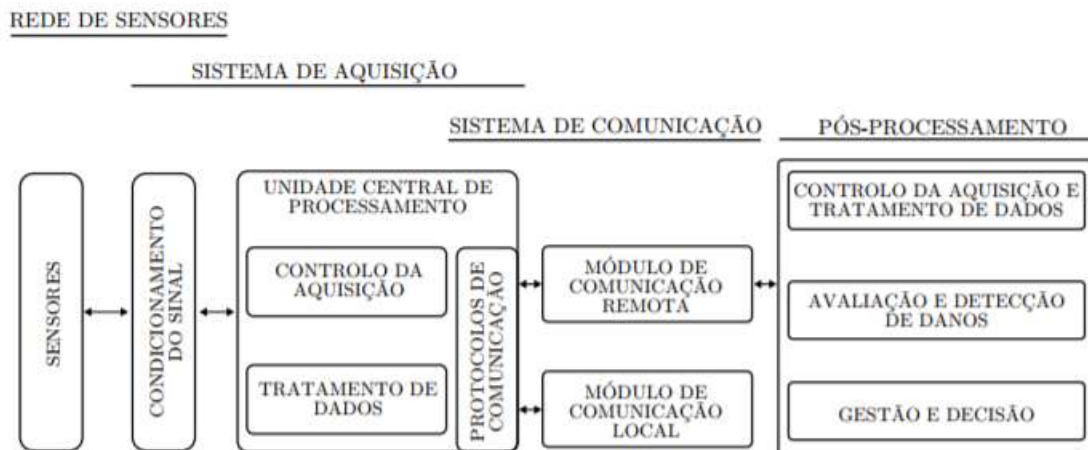 REDE DE SENSORES
SISTEMA DE AQUISIÇÃO
SISTEMA DE COMUNICAÇÃO
PÓS-PROCESSAMENTO
SENSORES
CONDICIONAMENTO
DO SINAL
UNIDADE CENTRAL DE
PROCESSAMENTO
CONTROLO DA
AQUISIÇÃO
TRATAMENTO DE
DADOS
PROTOCOLOS DE
COMUNICAÇÃO
MÓDULO DE
COMUNICAÇÃO
REMOTA
MÓDULO DE
COMUNICAÇÃO
LOCAL
CONTROLO DA AQUISIÇÃO E
TRATAMENTO DE DADOS
AVALIAÇÃO E DETECÇÃO
DE DANOS
GESTÃO E DECISÃO